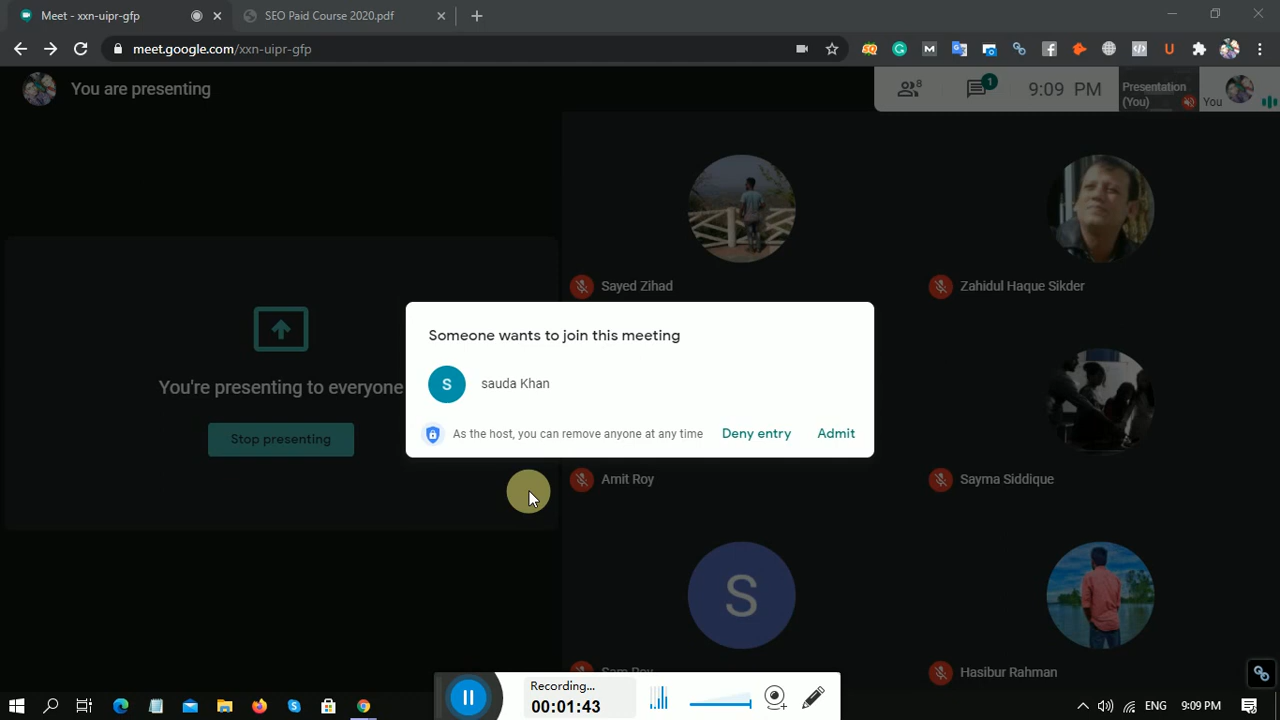 Meet - xxn-uipr-gfp
SEO Paid Course 2020.pdf
meet.google.com/xxn-uipr-gfp
You are presenting
8
1
9:09 PM
Presentation
(You)
You
Sayed Zihad
Zahidul Haque Sikder
Someone wants to join this meeting
You're presenting to everyone
S
sauda Khan
Stop presenting
As the host, you can remove anyone at any time
Deny entry
Admit
Amit Roy
Sayma Siddique
S
Sam Roy
Hasibur Rahman
Recording...
00:01:43
ENG
9:09 PM